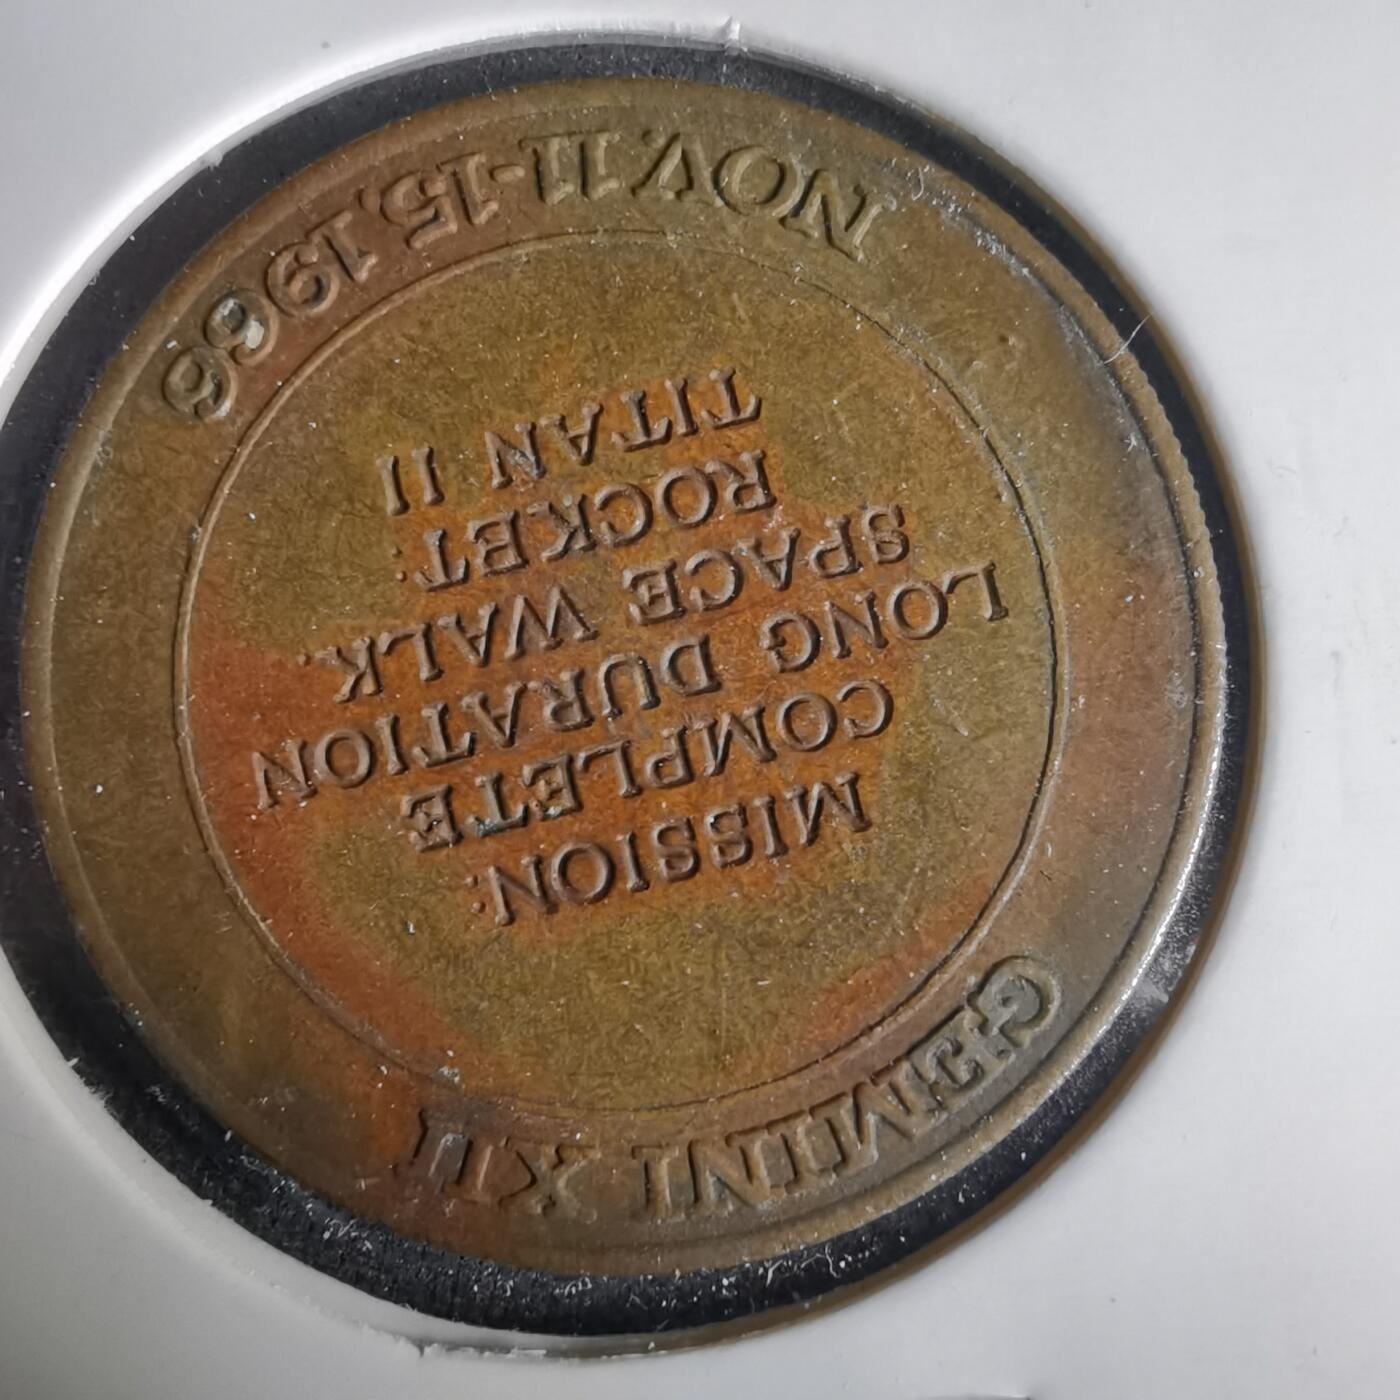 GEMINI XII
MISSION:
COMPLETE
LONG DURATION
SPACE WALK.
ROCKET:
TITAN II
NOV. 11-15, 1966